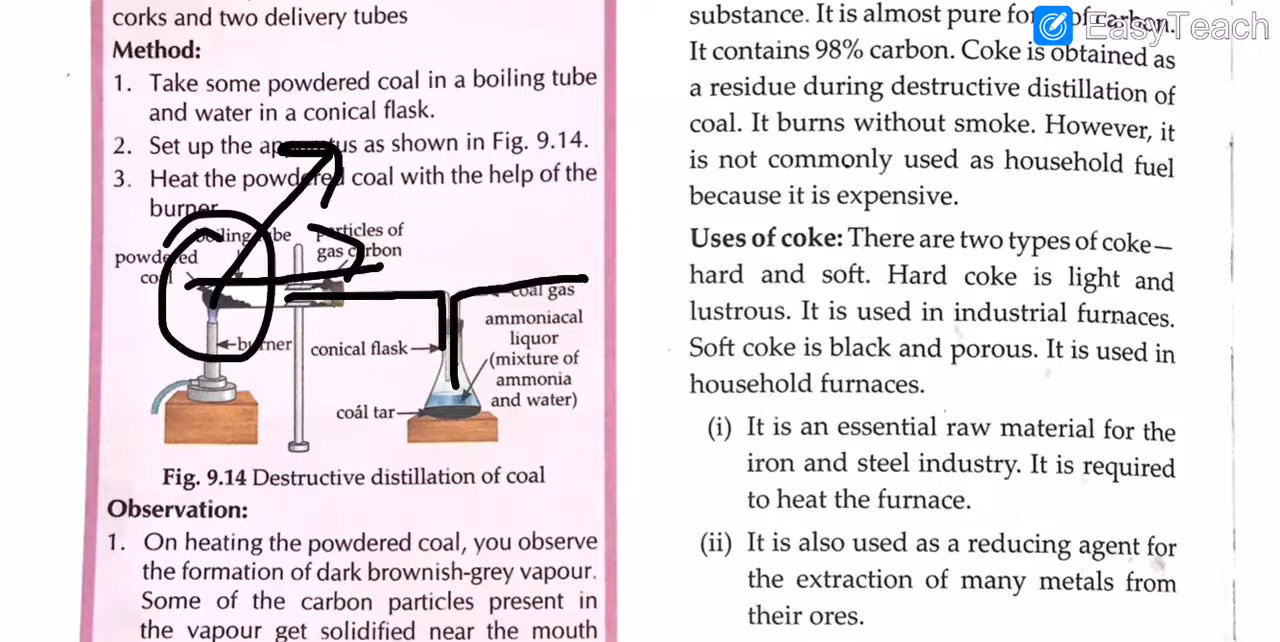 corks and two delivery tubes
Method:
1. Take some powdered coal in a boiling tube
and water in a conical flask.
2. Set up the as shown in Fig. 9.14.
3. Heat the powdered coal with the help of the
burner.
boiling tube
particles of
gas carbon
powdered
coal
burner
conical flask
coal gas
ammoniacal
liquor
(mixture of
ammonia
and water)
coál tar
Fig. 9.14 Destructive distillation of coal
Observation:
1. On heating the powdered coal, you observe
the formation of dark brownish-grey vapour.
Some of the carbon particles present in
the vapour get solidified near the mouth
substance. It is almost pure of carbon.
It contains 98% carbon. Coke is obtained as
a residue during destructive distillation of
coal. It burns without smoke. However, it
is not commonly used as household fuel
because it is expensive.
Uses of coke: There are two types of coke—
hard and soft. Hard coke is light and
lustrous. It is used in industrial furnaces.
Soft coke is black and porous. It is used in
household furnaces.
(i) It is an essential raw material for the
iron and steel industry. It is required
to heat the furnace.
(ii) It is also used as a reducing agent for
the extraction of many metals from
their ores.
EasyTeach